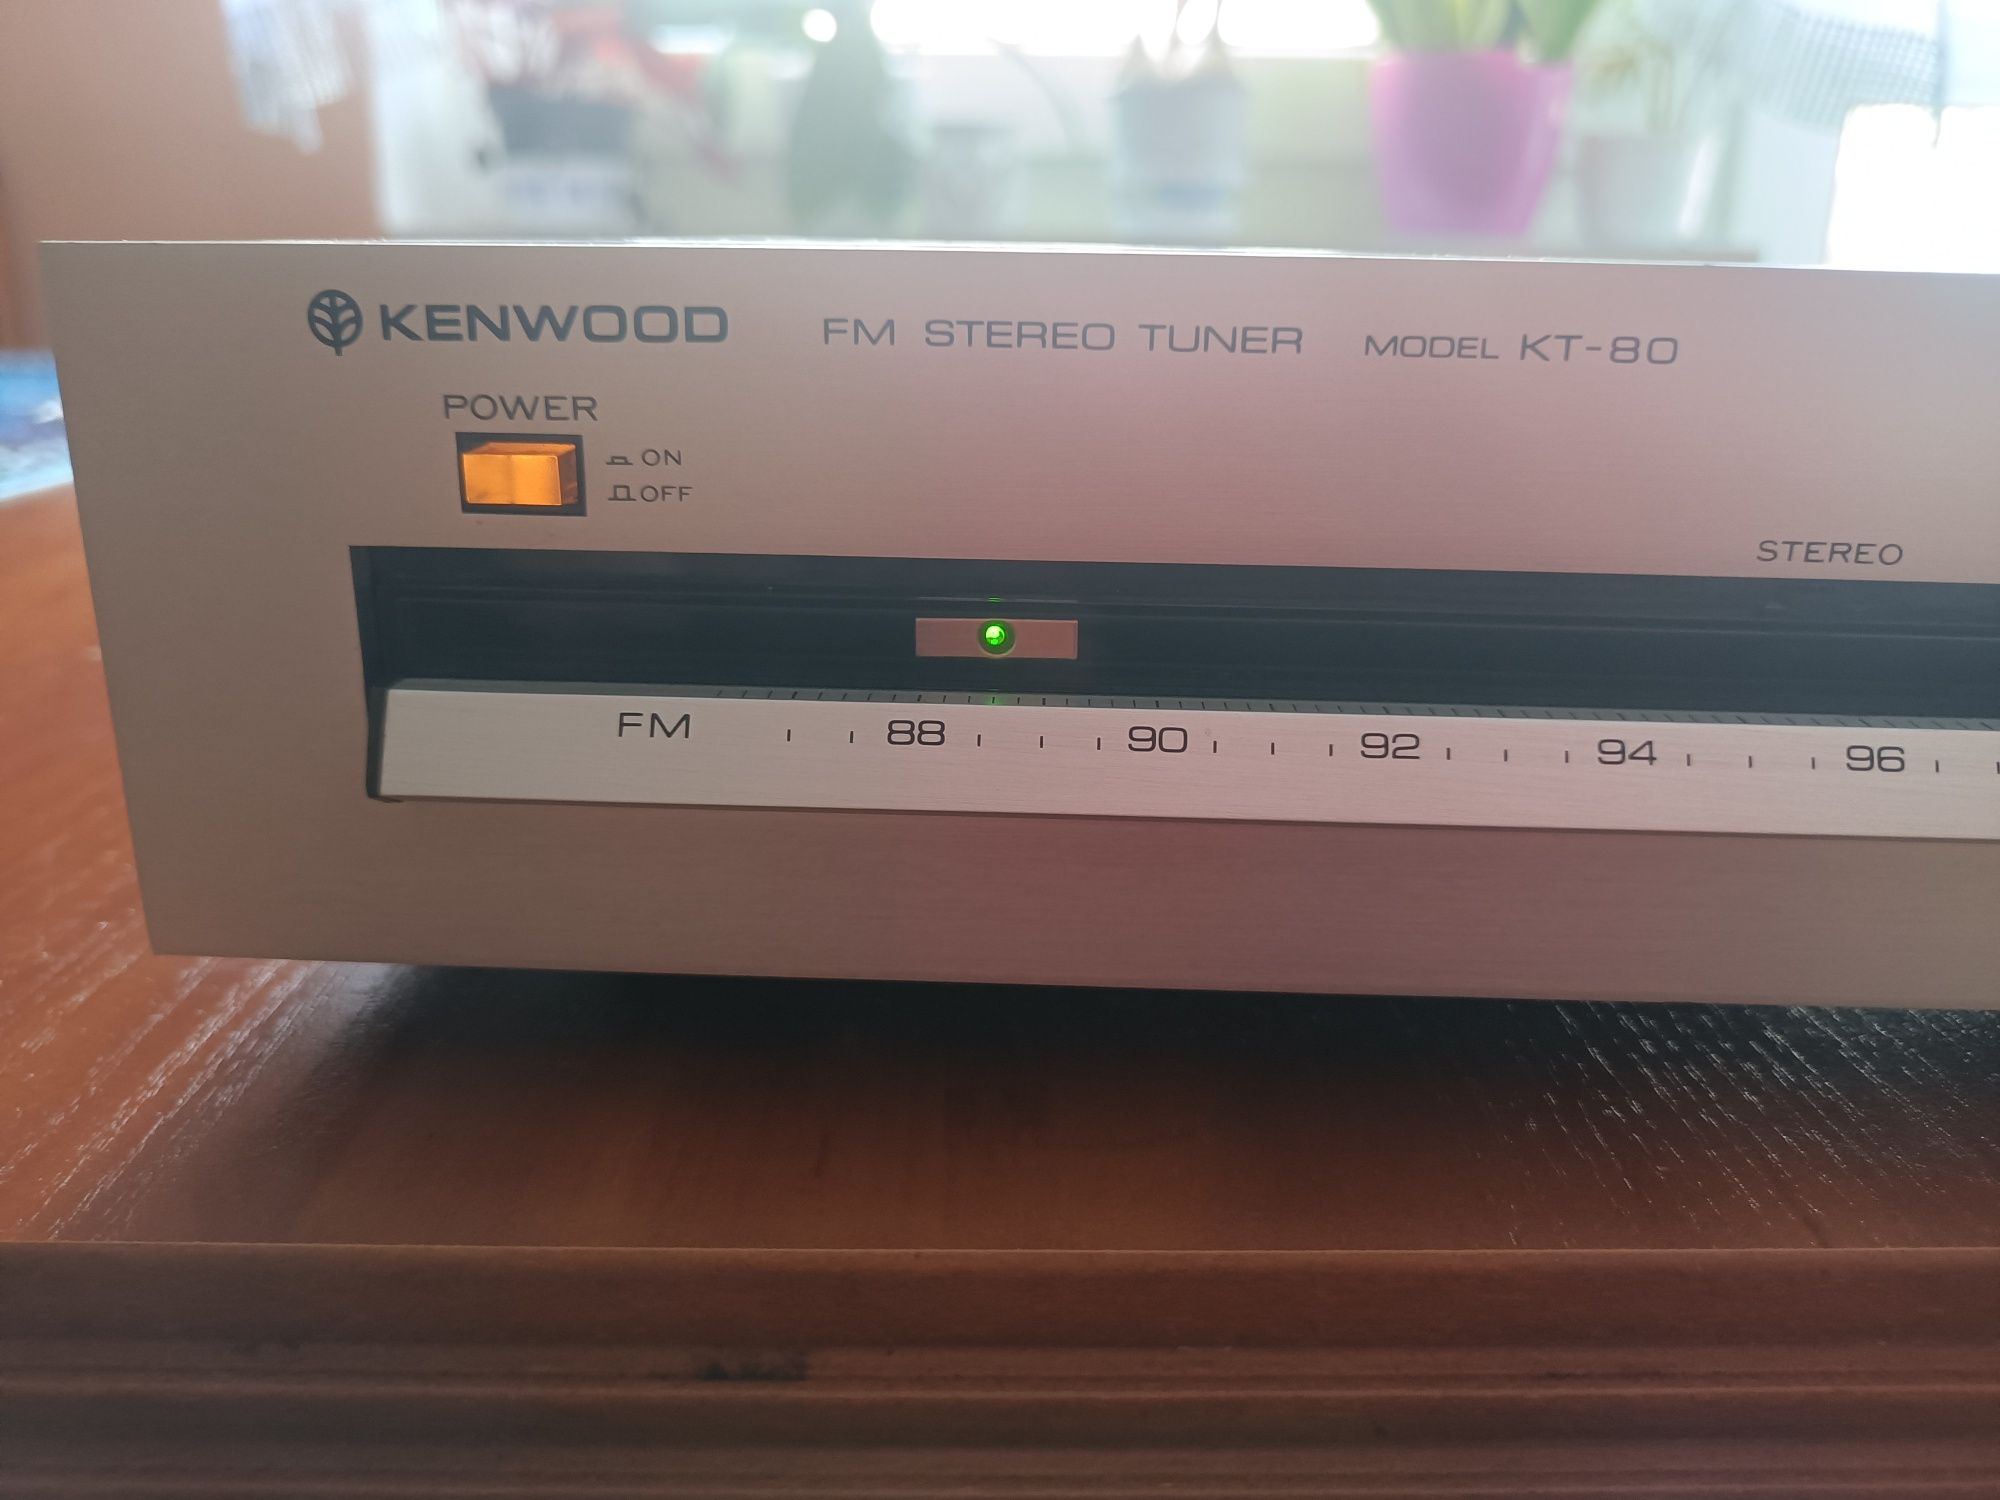 KENWOOD FM STEREO TUNER MODEL KT-80
POWER
ON
OFF
STEREO
FM 88 90 92 94 96